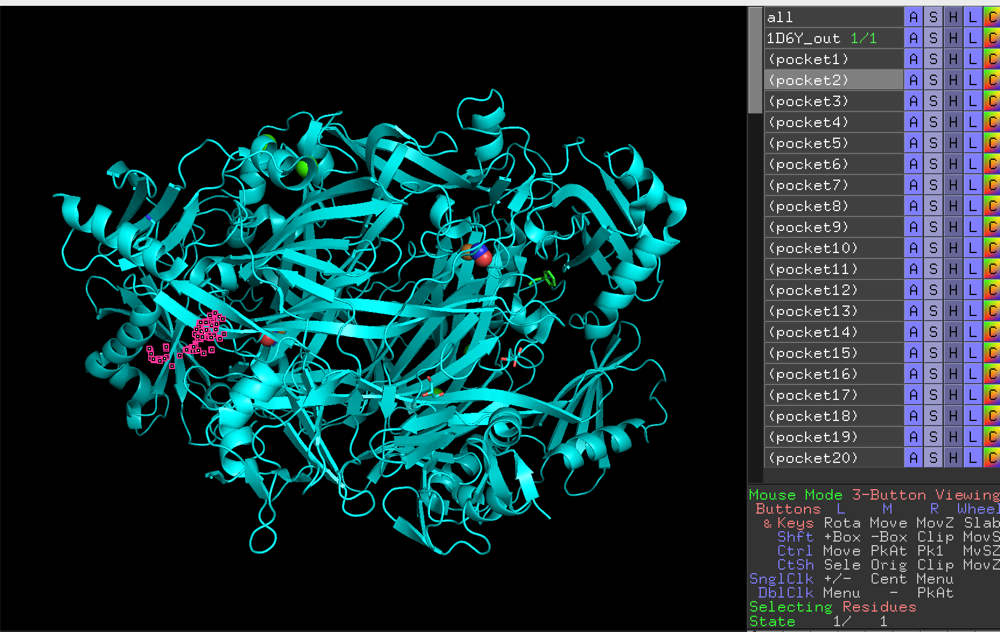 all A S H L C
1D6Y_out 1/1 A S H L C
(pocket1) A S H L C
(pocket2) A S H L C
(pocket3) A S H L C
(pocket4) A S H L C
(pocket5) A S H L C
(pocket6) A S H L C
(pocket7) A S H L C
(pocket8) A S H L C
(pocket9) A S H L C
(pocket10) A S H L C
(pocket11) A S H L C
(pocket12) A S H L C
(pocket13) A S H L C
(pocket14) A S H L C
(pocket15) A S H L C
(pocket16) A S H L C
(pocket17) A S H L C
(pocket18) A S H L C
(pocket19) A S H L C
(pocket20) A S H L C
Mouse Mode 3-Button Viewing
Buttons L M R Wheel
& Keys Rota Move MovZ Slab
Shft +Box -Box Clip MovS
Ctrl Move PkAt Pk1 MvSZ
CtSh Sele Orig Clip MovZ
SnglClk +/- Cent Menu
DblClk Menu - PkAt
Selecting Residues
State 1/ 1